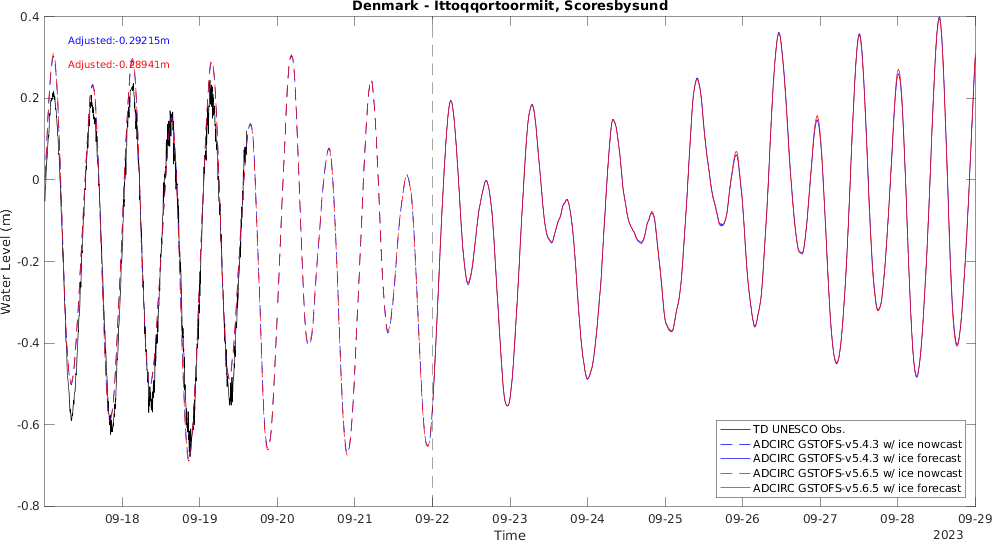 Denmark - Ittoqqortoormiit, Scoresbysund
Adjusted:-0.29215m
Adjusted:-0.28941m
0.4
0.2
0
-0.2
-0.4
-0.6
-0.8
Water Level (m)
09-18
09-19
09-20
09-21
09-22
09-23
09-24
09-25
09-26
09-27
09-28
09-29
Time
2023
TD UNESCO Obs.
ADCIRC GSTOFS-v5.4.3 w/ ice nowcast
ADCIRC GSTOFS-v5.4.3 w/ ice forecast
ADCIRC GSTOFS-v5.6.5 w/ ice nowcast
ADCIRC GSTOFS-v5.6.5 w/ ice forecast